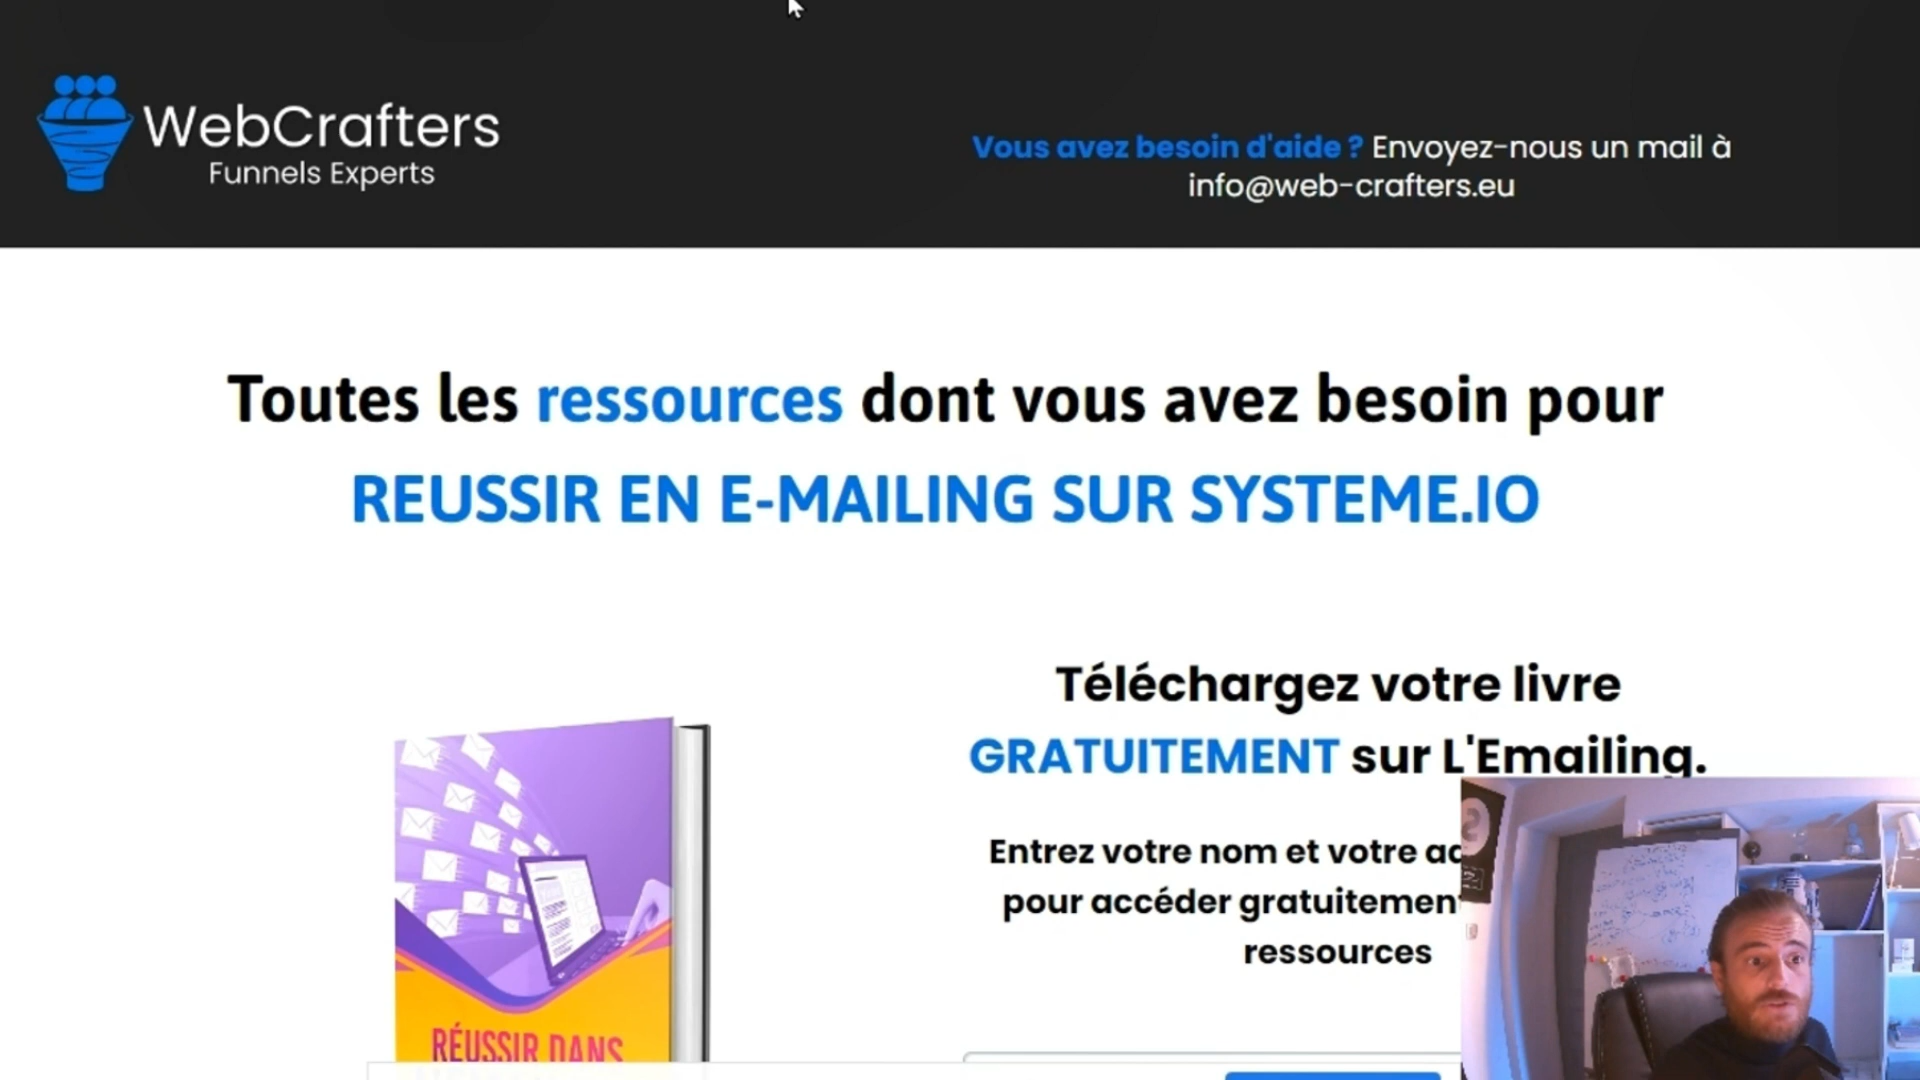 WebCrafters
Funnels Experts
Vous avez besoin d'aide ? Envoyez-nous un mail à
info@web-crafters.eu
Toutes les ressources dont vous avez besoin pour
REUSSIR EN E-MAILING SUR SYSTEME.IO
Téléchargez votre livre
GRATUITEMENT sur L'Emailing.
Entrez votre nom et votre
pour accéder gratuitement
ressources
RÉUSSIR DANS